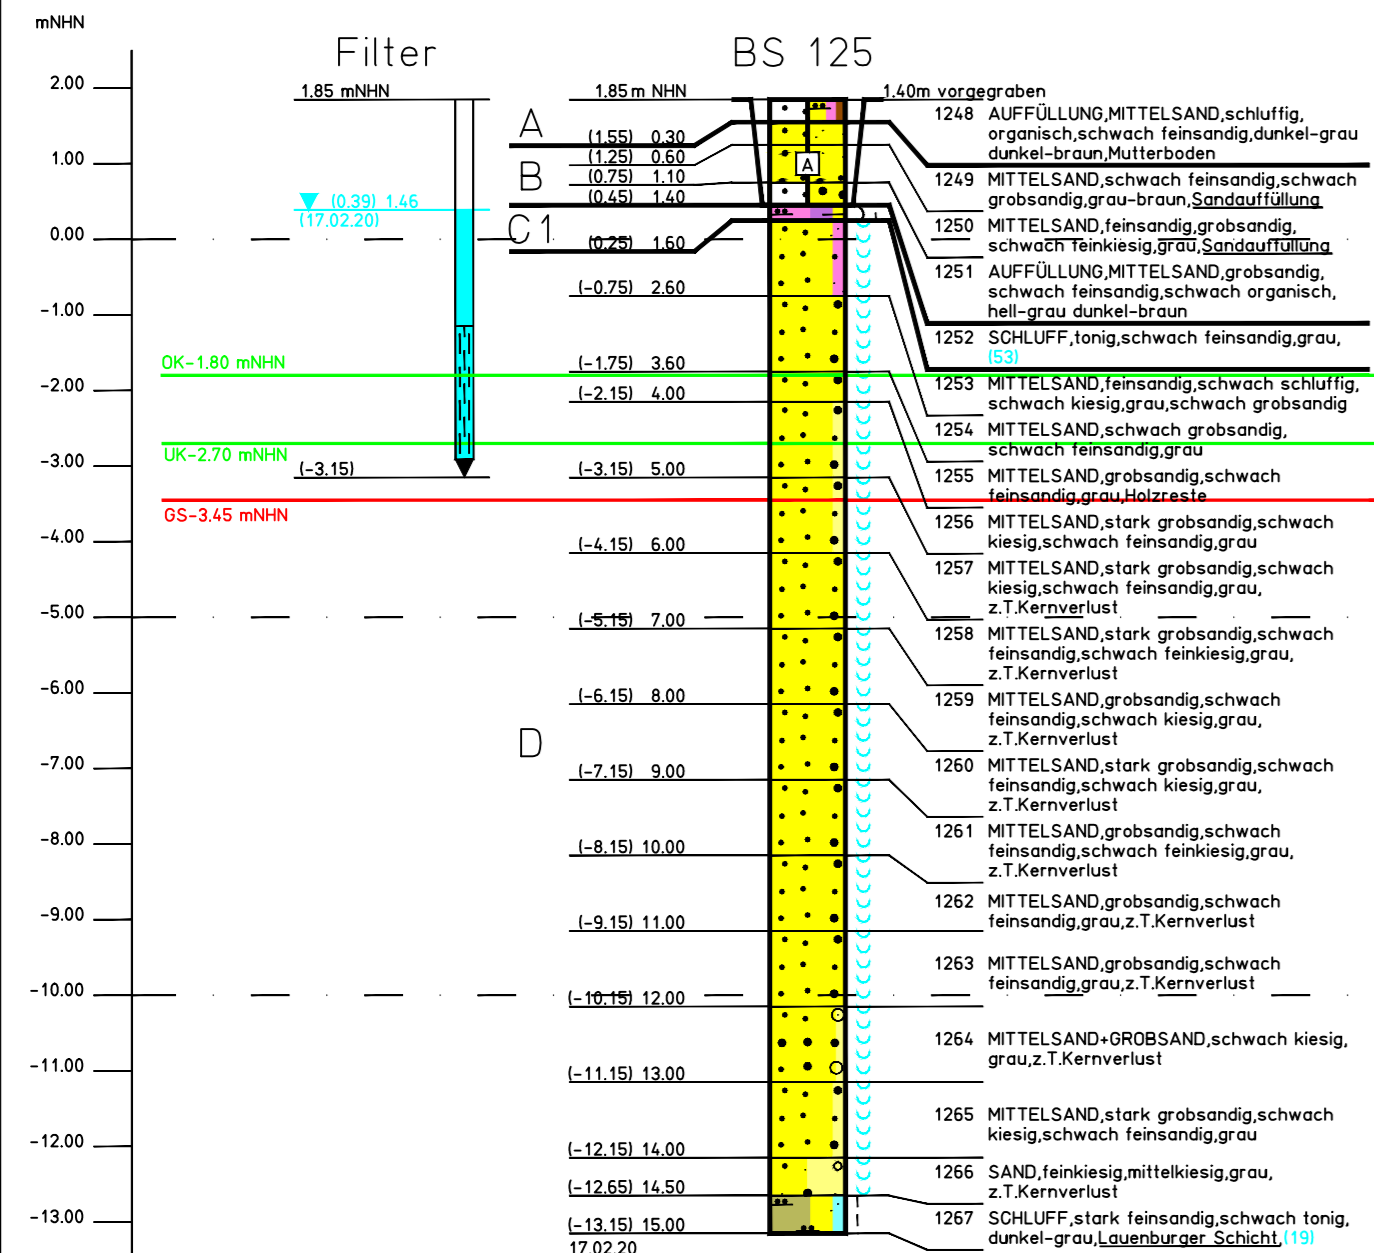 mNHN
Filter
BS 125
2.00
1.00
0.00
-1.00
-2.00
-3.00
-4.00
-5.00
-6.00
-7.00
-8.00
-9.00
-10.00
-11.00
-12.00
-13.00
1.85 mNHN
(0.39) 1.46
(17.02.20)
OK-1.80 mNHN
UK-2.70 mNHN
(-3.15)
GS-3.45 mNHN
A
B
C1
D
1.85 m NHN
1.40m vorgegraben
A
(1.55) 0.30
(1.25) 0.60
(0.75) 1.10
(0.45) 1.40
(0.25) 1.60
(-0.75) 2.60
(-1.75) 3.60
(-2.15) 4.00
(-3.15) 5.00
(-4.15) 6.00
(-5.15) 7.00
(-6.15) 8.00
(-7.15) 9.00
(-8.15) 10.00
(-9.15) 11.00
(-10.15) 12.00
(-11.15) 13.00
(-12.15) 14.00
(-12.65) 14.50
(-13.15) 15.00
17.02.20
1248 AUFFÜLLUNG,MITTELSAND,schluffig,
organisch,schwach feinsandig,dunkel-grau
dunkel-braun,Mutterboden
1249 MITTELSAND,schwach feinsandig,schwach
grobsandig,grau-braun,Sandauffüllung
1250 MITTELSAND,feinsandig,grobsandig,
schwach feinkiesig,grau,Sandauffüllung
1251 AUFFÜLLUNG,MITTELSAND,grobsandig,
schwach feinsandig,schwach organisch,
hell-grau dunkel-braun
1252 SCHLUFF,tonig,schwach feinsandig,grau,
(53)
1253 MITTELSAND,feinsandig,schwach schluffig,
schwach kiesig,grau,schwach grobsandig
1254 MITTELSAND,schwach grobsandig,
schwach feinsandig,grau
1255 MITTELSAND,grobsandig,schwach
feinsandig,grau,Holzreste
1256 MITTELSAND,stark grobsandig,schwach
kiesig,schwach feinsandig,grau
1257 MITTELSAND,stark grobsandig,schwach
kiesig,schwach feinsandig,grau,
z.T.Kernverlust
1258 MITTELSAND,stark grobsandig,schwach
feinsandig,schwach feinkiesig,grau,
z.T.Kernverlust
1259 MITTELSAND,grobsandig,schwach
feinsandig,schwach kiesig,grau,
z.T.Kernverlust
1260 MITTELSAND,stark grobsandig,schwach
feinsandig,schwach kiesig,grau,
z.T.Kernverlust
1261 MITTELSAND,grobsandig,schwach
feinsandig,schwach feinkiesig,grau,
z.T.Kernverlust
1262 MITTELSAND,grobsandig,schwach
feinsandig,grau,z.T.Kernverlust
1263 MITTELSAND,grobsandig,schwach
feinsandig,grau,z.T.Kernverlust
1264 MITTELSAND+GROBSAND,schwach kiesig,
grau,z.T.Kernverlust
1265 MITTELSAND,stark grobsandig,schwach
kiesig,schwach feinsandig,grau
1266 SAND,feinkiesig,mittelkiesig,grau,
z.T.Kernverlust
1267 SCHLUFF,stark feinsandig,schwach tonig,
dunkel-grau,Lauenburger Schicht,(19)